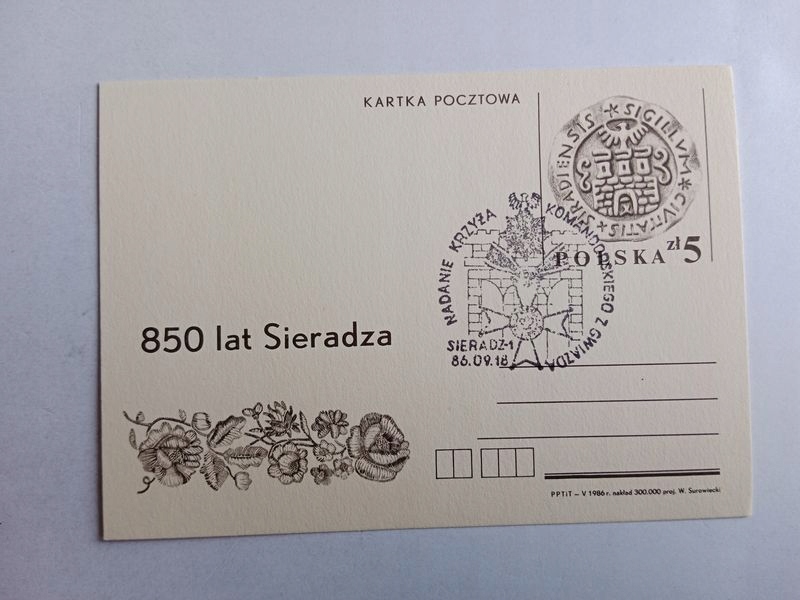 KARTKA POCZTOWA
SIGILLVM * CIVITATIS * SIRADIENSIS *
zł 5
POLSKA
NADANIE KRZYŻA KOMANDORSKIEGO Z GWIAZDĄ
SIERADZ-1
86.09.18
850 lat Sieradza
PPTiT – V 1986 r. nakład 300.000 proj. W. Surowiecki